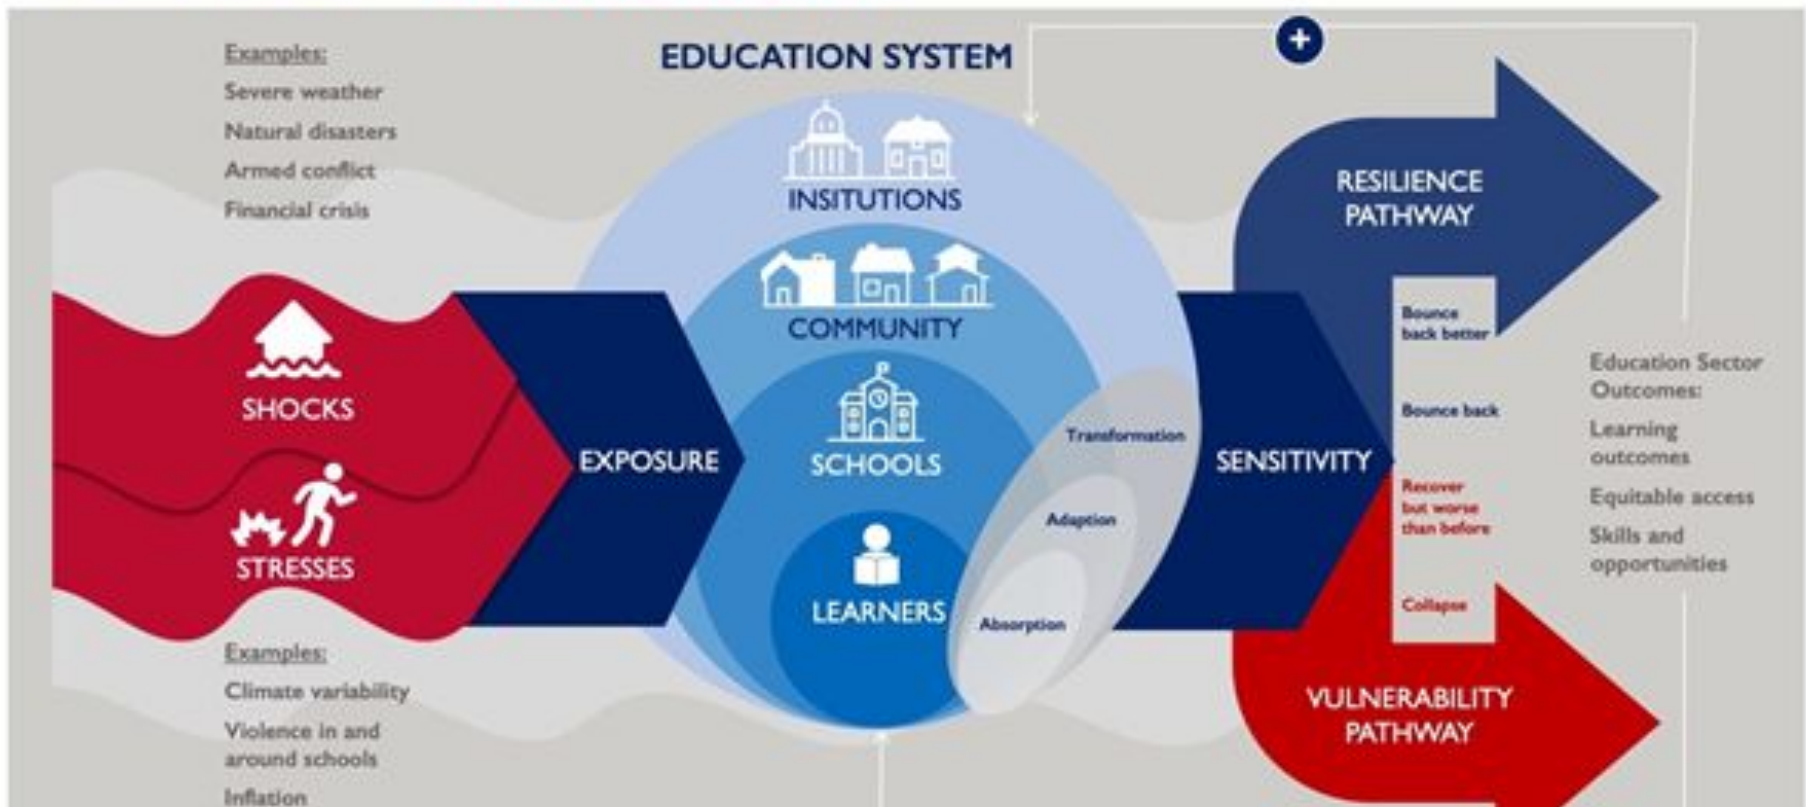 Examples:
Severe weather
Natural disasters
Armed conflict
Financial crisis
SHOCKS
STRESSES
Examples:
Climate variability
Violence in and
around schools
Inflation
EXPOSURE
EDUCATION SYSTEM
INSITUTIONS
COMMUNITY
SCHOOLS
LEARNERS
Transformation
Adaption
Absorption
SENSITIVITY
+
RESILIENCE
PATHWAY
Bounce
back better
Bounce back
Recover
but worse
than before
Collapse
VULNERABILITY
PATHWAY
Education Sector
Outcomes:
Learning
outcomes
Equitable access
Skills and
opportunities